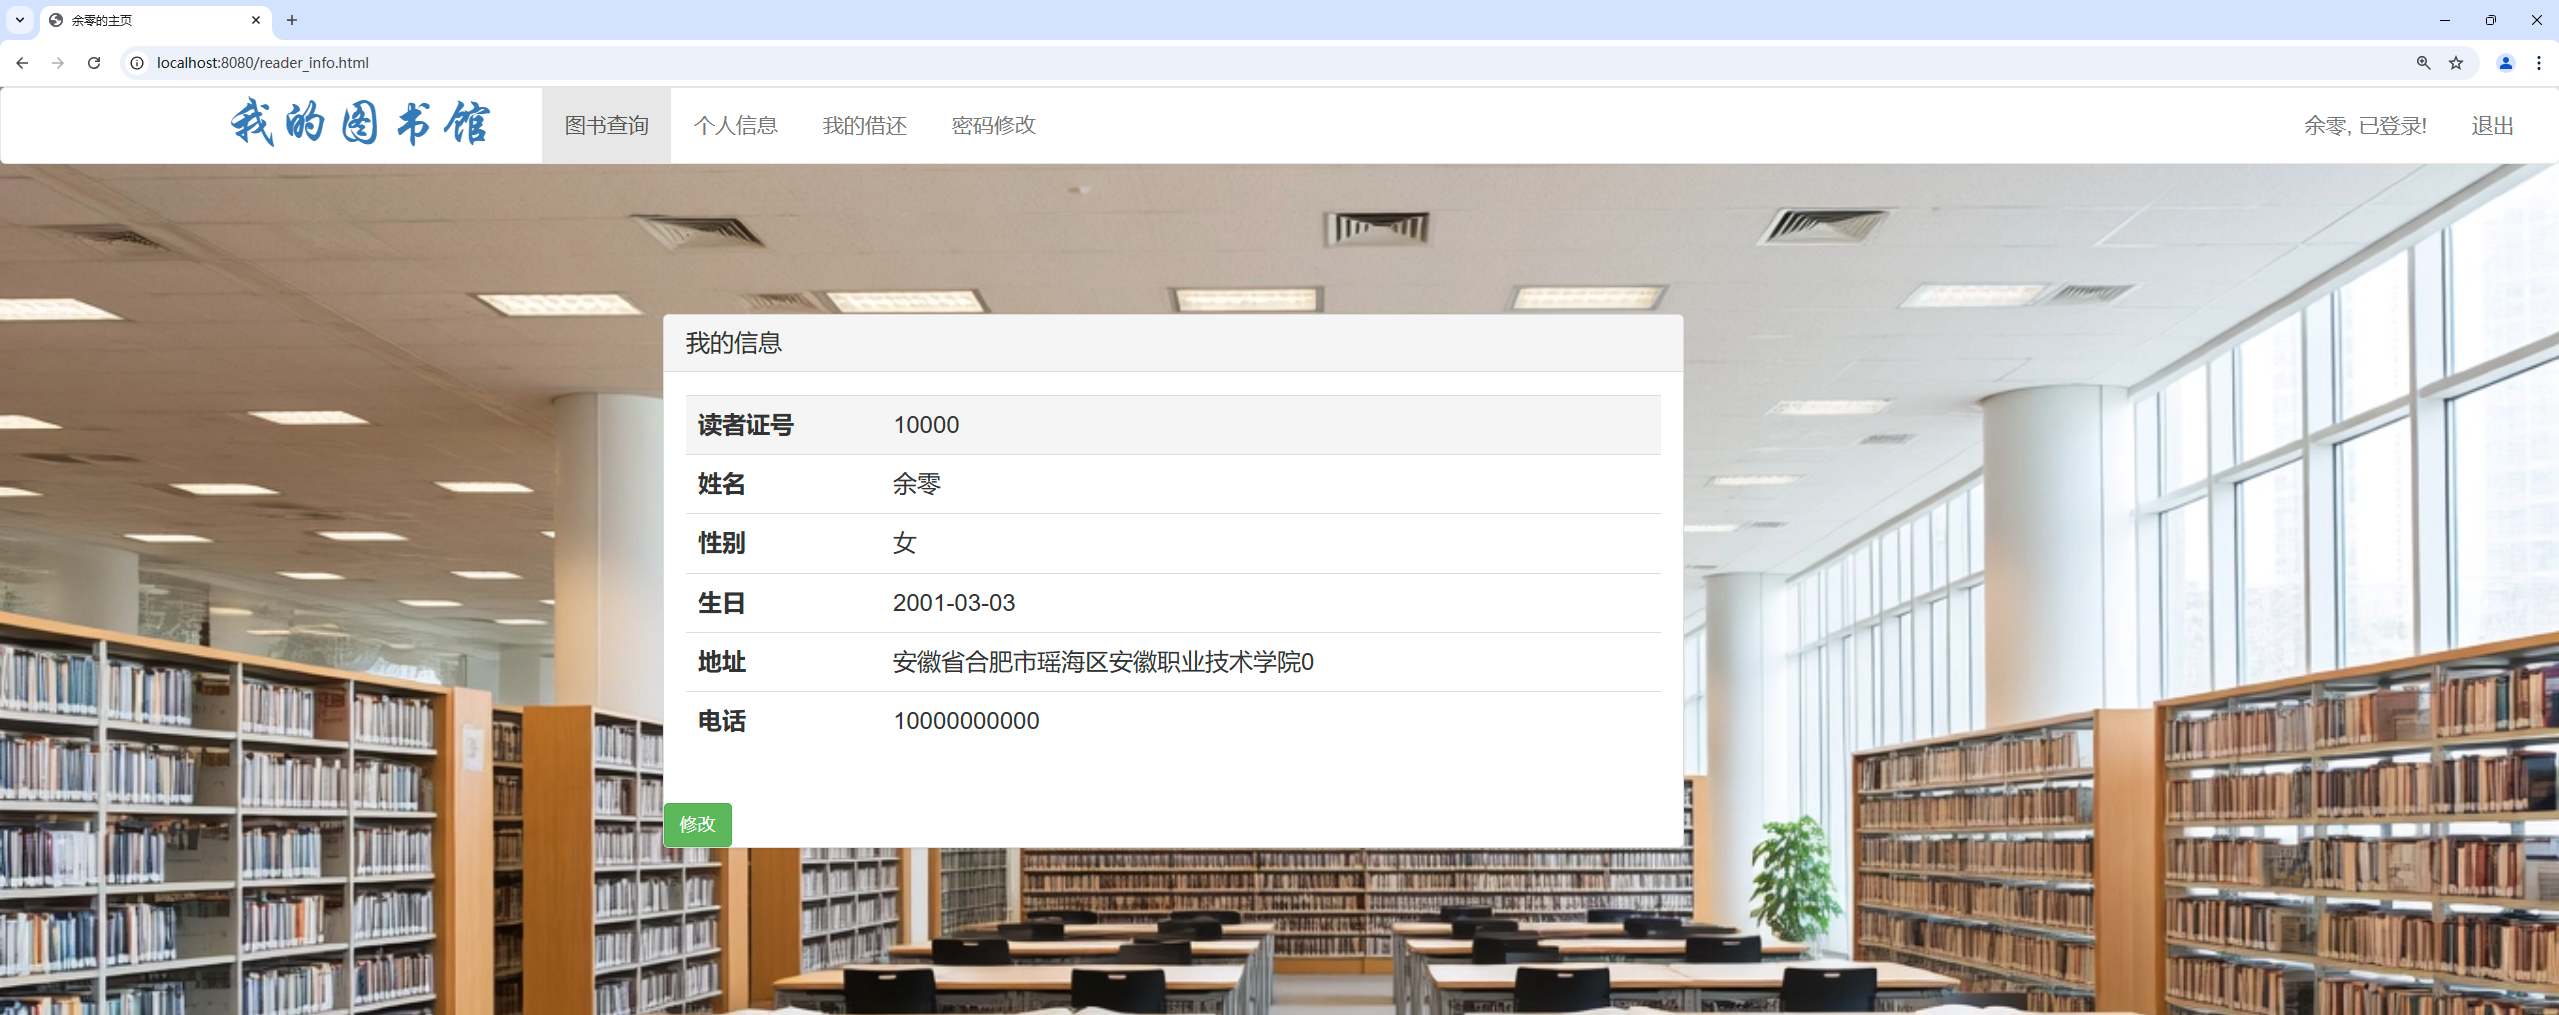 余零的主页
localhost:8080/reader_info.html
我的图书馆 图书查询 个人信息 我的借还 密码修改 余零, 已登录! 退出
我的信息
读者证号 10000
姓名 余零
性别 女
生日 2001-03-03
地址 安徽省合肥市瑶海区安徽职业技术学院0
电话 10000000000
修改